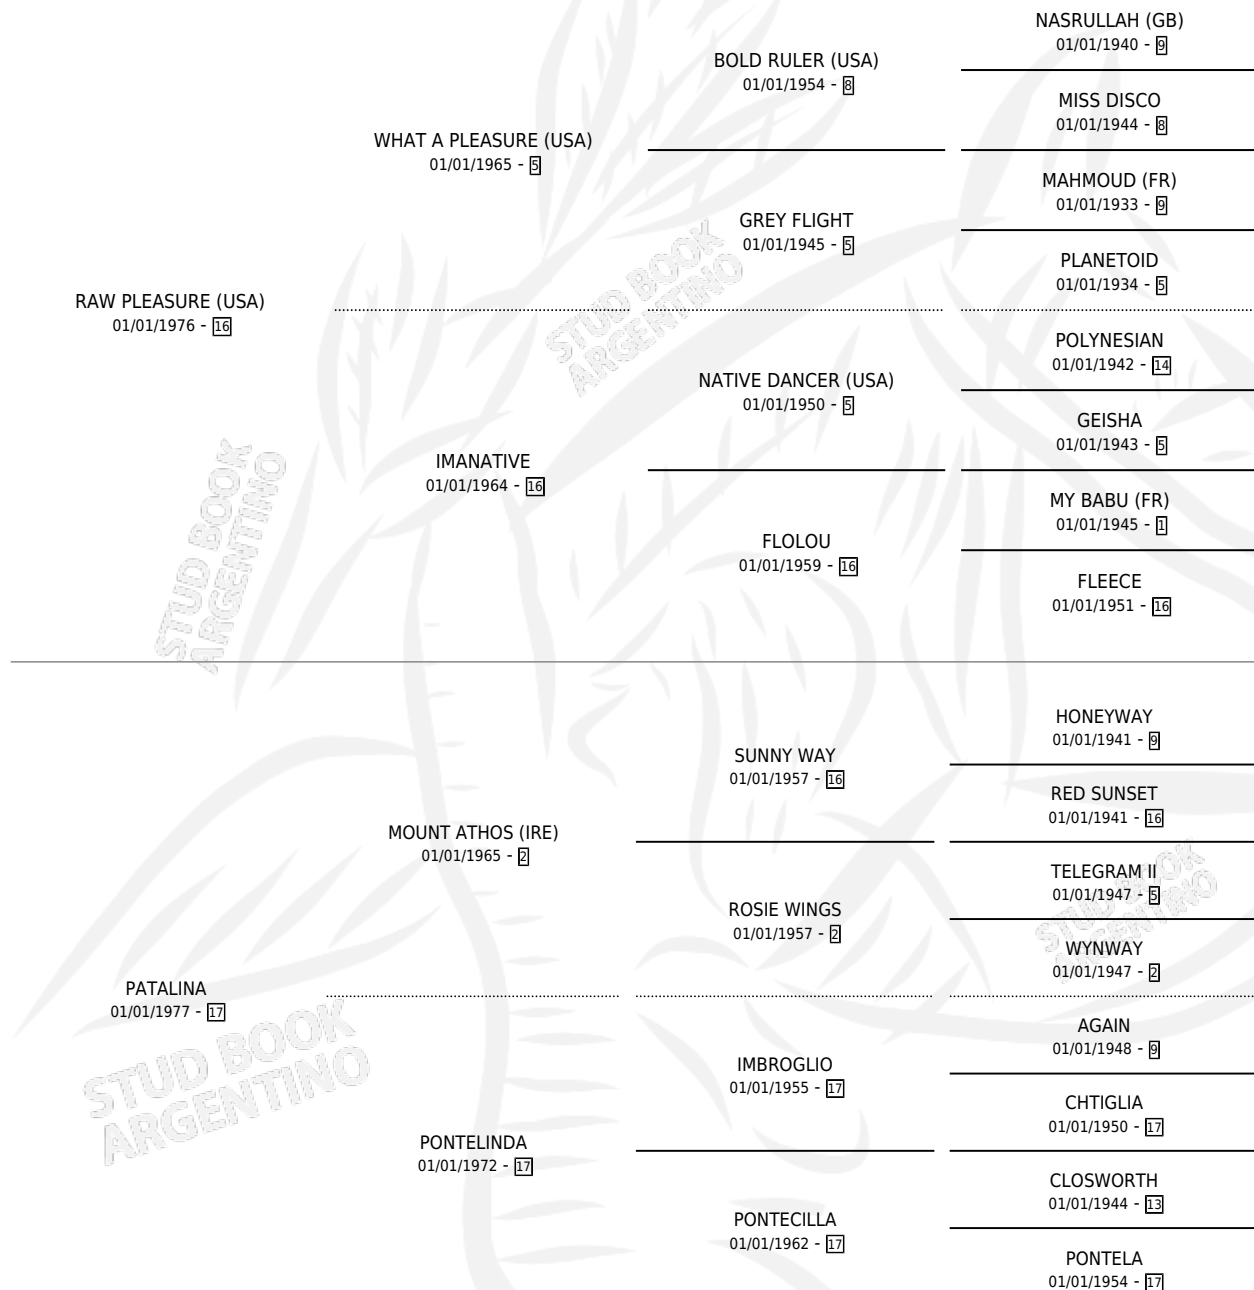 NASRULLAH (GB)
01/01/1940 - 9
BOLD RULER (USA)
01/01/1954 - 8
MISS DISCO
01/01/1944 - 8
WHAT A PLEASURE (USA)
01/01/1965 - 5
MAHMOUD (FR)
01/01/1933 - 9
GREY FLIGHT
01/01/1945 - 5
PLANETOID
01/01/1934 - 5
RAW PLEASURE (USA)
01/01/1976 - 16
POLYNESIAN
01/01/1942 - 14
NATIVE DANCER (USA)
01/01/1950 - 5
GEISHA
01/01/1943 - 5
IMANATIVE
01/01/1964 - 16
MY BABU (FR)
01/01/1945 - 1
FLOLOU
01/01/1959 - 16
FLEECE
01/01/1951 - 16
HONEYWAY
01/01/1941 - 9
SUNNY WAY
01/01/1957 - 16
RED SUNSET
01/01/1941 - 16
MOUNT ATHOS (IRE)
01/01/1965 - 2
TELEGRAM II
01/01/1947 - 5
ROSIE WINGS
01/01/1957 - 2
WYNWAY
01/01/1947 - 2
PATALINA
01/01/1977 - 17
AGAIN
01/01/1948 - 9
IMBROGLIO
01/01/1955 - 17
CHTIGLIA
01/01/1950 - 17
PONTELINDA
01/01/1972 - 17
CLOSWORTH
01/01/1944 - 13
PONTECILLA
01/01/1962 - 17
PONTELA
01/01/1954 - 17
STUD BOOK
ARGENTINO
STUD BOOK
ARGENTINO
STUD BOOK
ARGENTINO
STUD BOOK
ARGENTINO